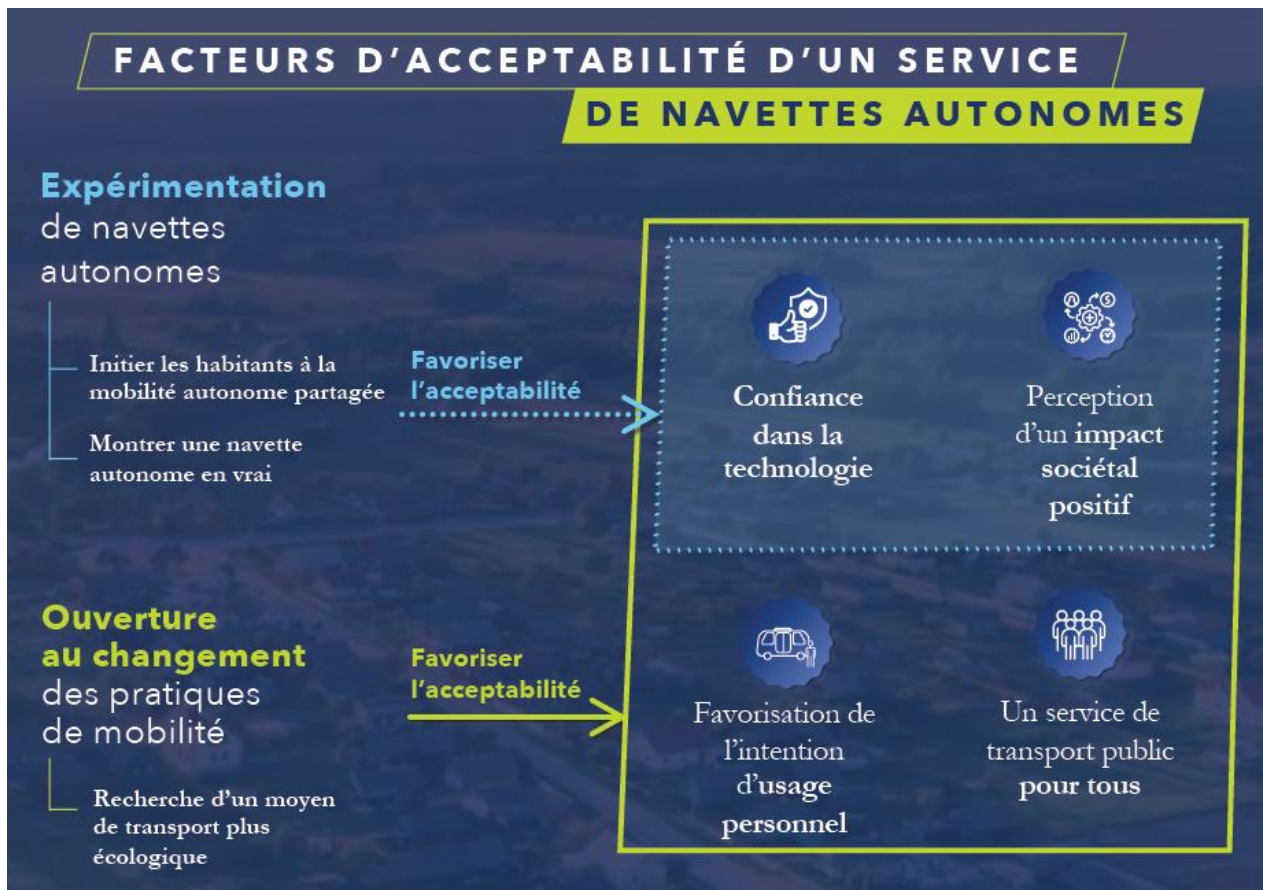 FACTEURS D'ACCEPTABILITÉ D'UN SERVICE
DE NAVETTES AUTONOMES
Expérimentation
de navettes
autonomes
Initier les habitants à la
mobilité autonome partagée
Montrer une navette
autonome en vrai
Favoriser
l'acceptabilité
Confiance
dans la
technologie
Perception
d'un impact
sociétal
positif
Ouverture
au changement
des pratiques
de mobilité
Recherche d'un moyen
de transport plus
écologique
Favoriser
l'acceptabilité
Favorisation de
l'intention
d'usage
personnel
Un service de
transport public
pour tous